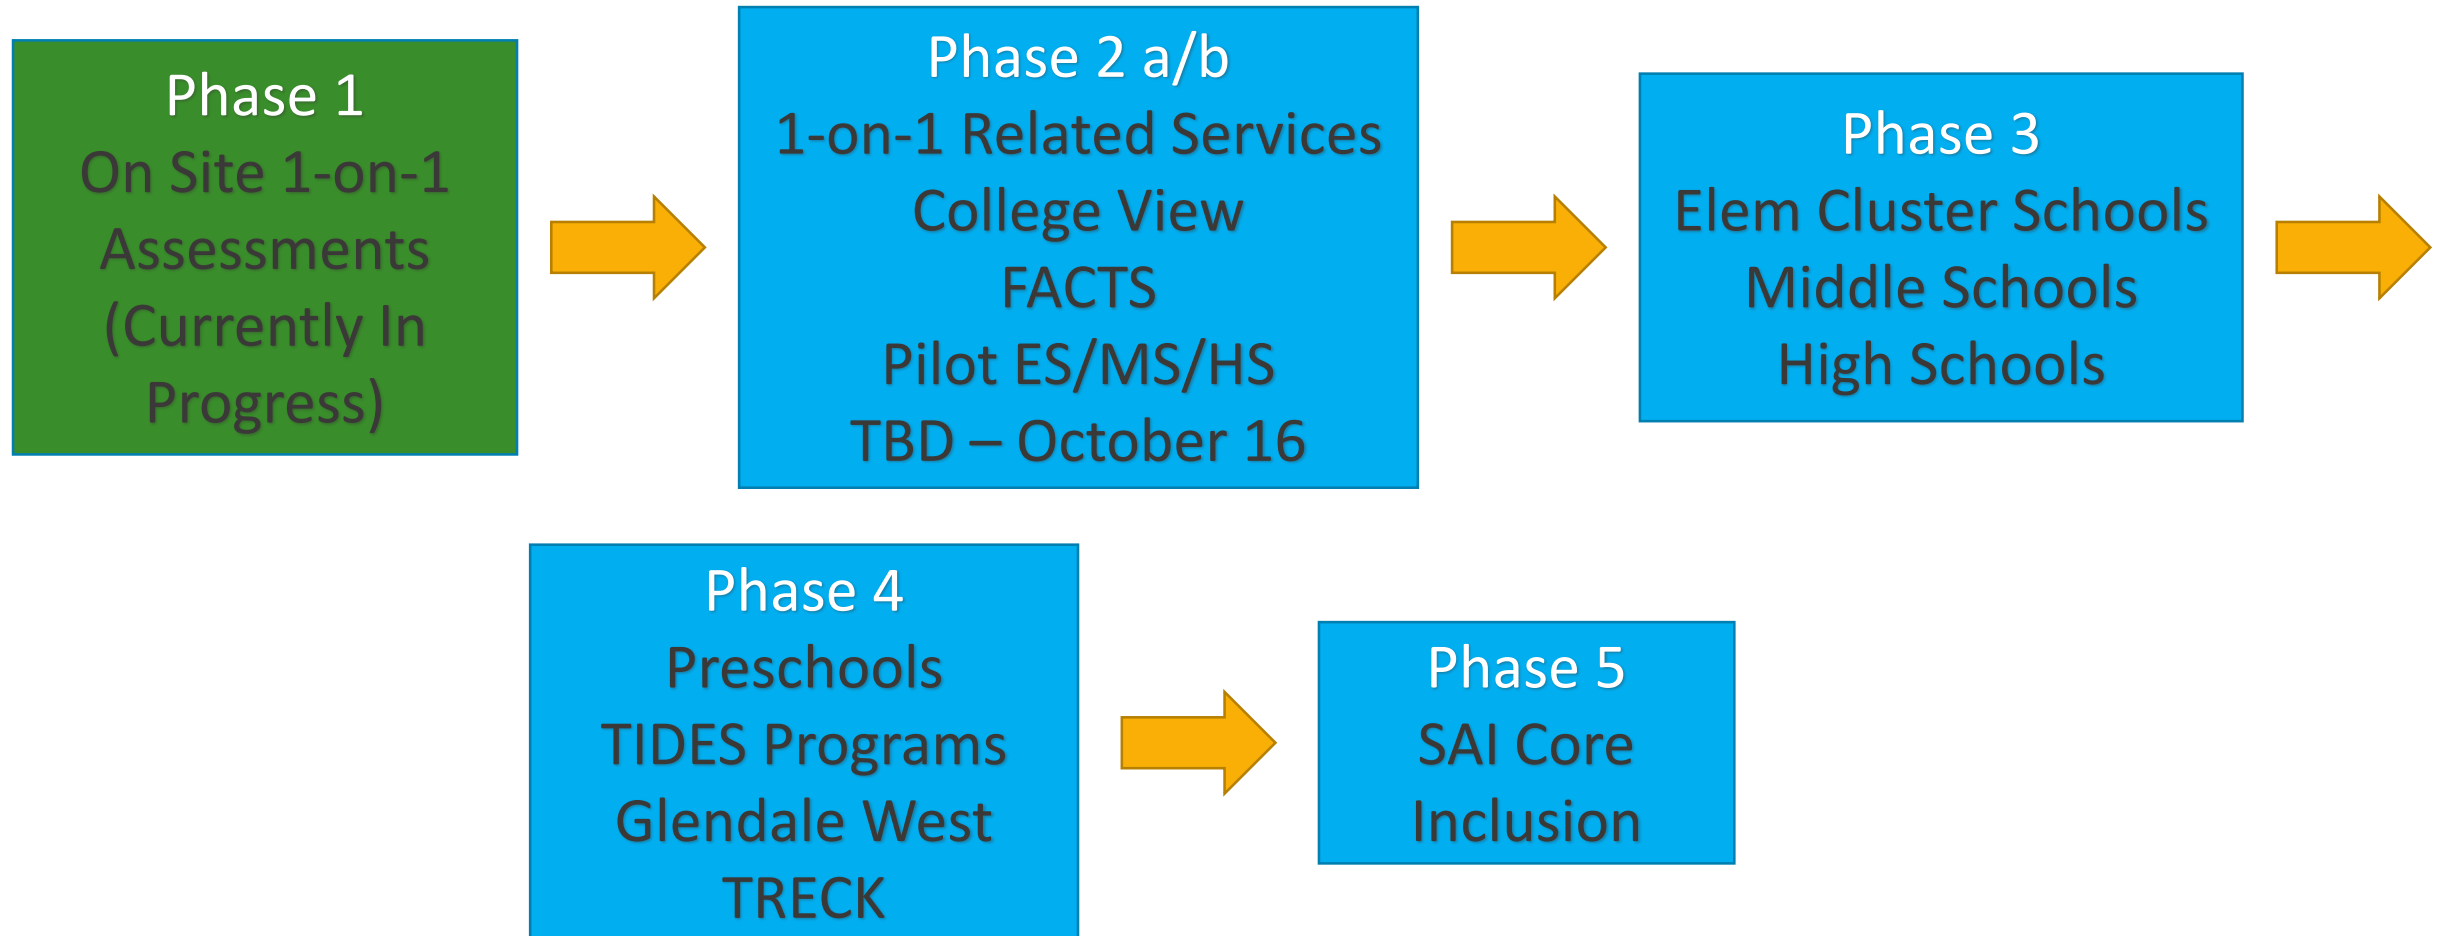 Phase 1
On Site 1-on-1
Assessments
(Currently In
Progress)
Phase 2 a/b
1-on-1 Related Services
College View
FACTS
Pilot ES/MS/HS
TBD – October 16
Phase 3
Elem Cluster Schools
Middle Schools
High Schools
Phase 4
Preschools
TIDES Programs
Glendale West
TRECK
Phase 5
SAI Core
Inclusion